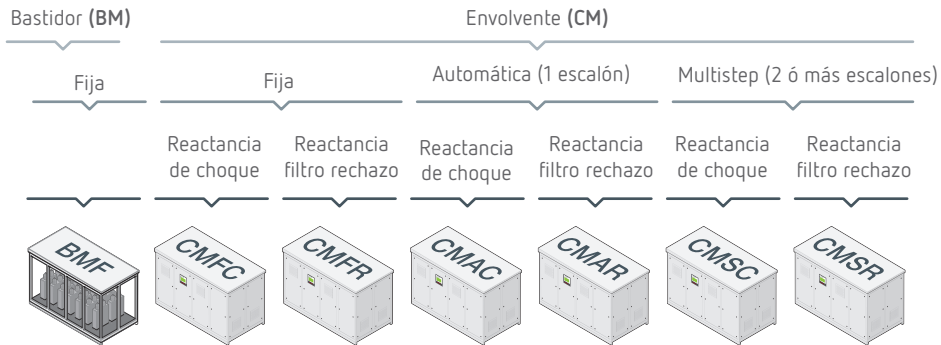 Bastidor (BM)
Envolvente (CM)
Fija
Fija
Automática (1 escalón)
Multistep (2 ó más escalones)
Reactancia
de choque
Reactancia
filtro rechazo
Reactancia
de choque
Reactancia
filtro rechazo
Reactancia
de choque
Reactancia
filtro rechazo
BMF
CMFC
CMFR
CMAC
CMAR
CMSC
CMSR